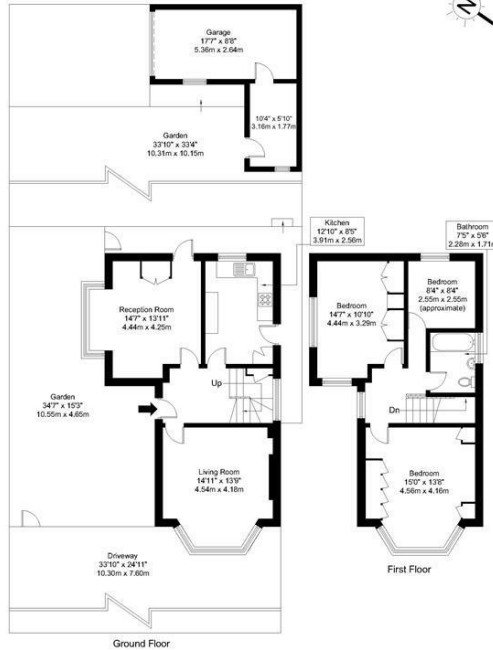 N
Garage
17'7" x 8'8"
5.36m x 2.64m
10'4" x 5'10"
3.16m x 1.77m
Garden
33'10" x 33'4"
10.31m x 10.15m
Kitchen
12'10" x 8'5"
3.91m x 2.56m
Bathroom
7'5" x 5'6"
2.28m x 1.71m
Reception Room
14'7" x 13'11"
4.44m x 4.25m
Bedroom
14'7" x 10'10"
4.44m x 3.29m
Bedroom
8'4" x 8'4"
2.55m x 2.55m
(approximate)
Up
Dn
Garden
34'7" x 15'3"
10.55m x 4.65m
Living Room
14'11" x 13'9"
4.54m x 4.18m
Bedroom
15'0" x 13'8"
4.56m x 4.16m
Driveway
33'10" x 24'11"
10.30m x 7.60m
First Floor
Ground Floor